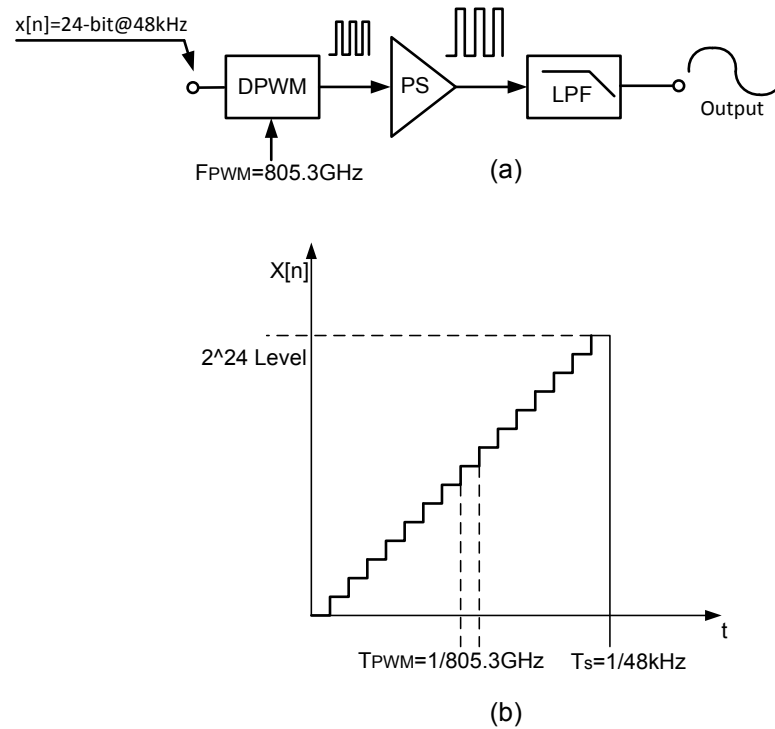 x[n]=24-bit@48kHz
DPWM
PS
LPF
Output
FPWM=805.3GHz
(a)
X[n]
2^24 Level
t
TPWM=1/805.3GHz
Ts=1/48kHz
(b)